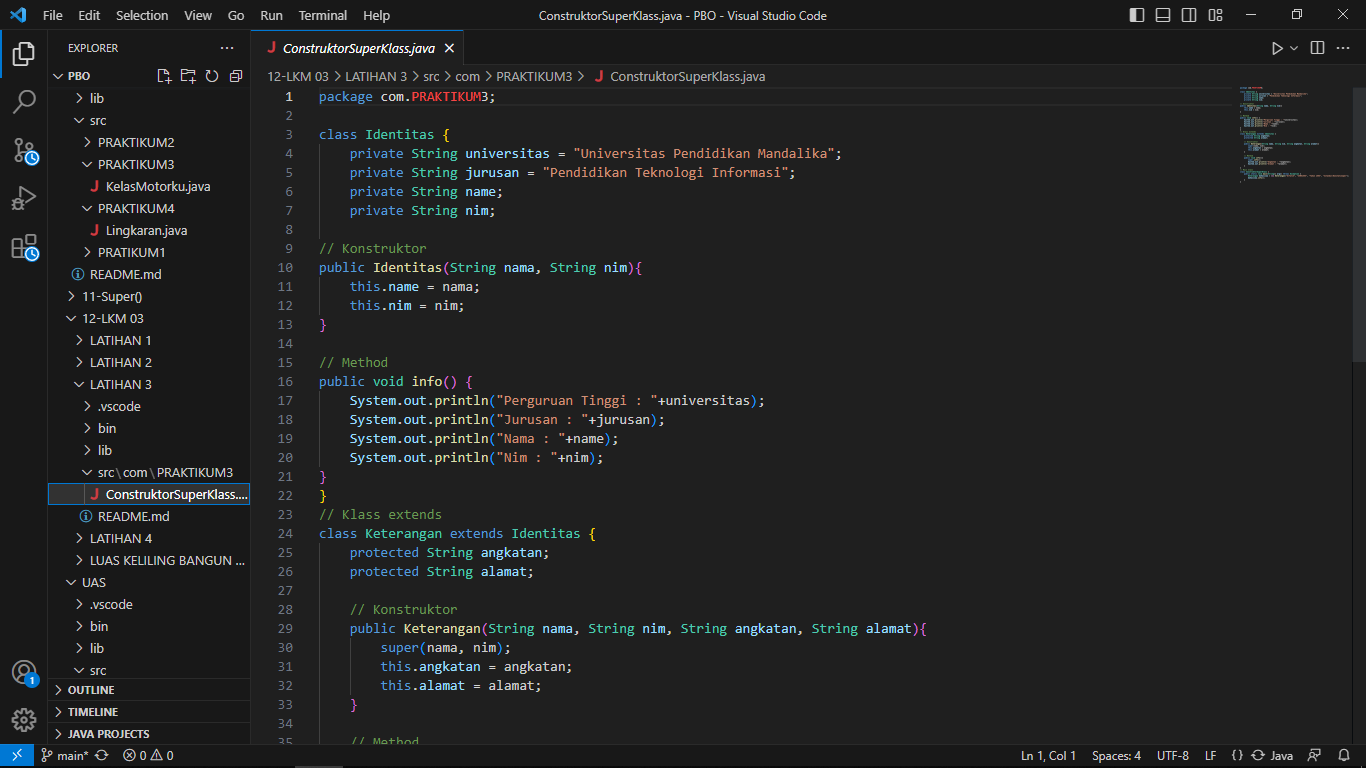 File Edit Selection View Go Run Terminal Help ConstruktorSuperKlass.java - PBO - Visual Studio Code
EXPLORER
PBO
lib
src
PRAKTIKUM2
PRAKTIKUM3
KelasMotorku.java
PRAKTIKUM4
Lingkaran.java
PRATIKUM1
README.md
11-Super()
12-LKM 03
LATIHAN 1
LATIHAN 2
LATIHAN 3
.vscode
bin
lib
src\com\PRAKTIKUM3
ConstruktorSuperKlass....
README.md
LATIHAN 4
LUAS KELILING BANGUN ...
UAS
.vscode
bin
lib
src
OUTLINE
TIMELINE
JAVA PROJECTS
ConstruktorSuperKlass.java
12-LKM 03 > LATIHAN 3 > src > com > PRAKTIKUM3 > ConstruktorSuperKlass.java
1 package com.PRAKTIKUM3;
2
3 class Identitas {
4     private String universitas = "Universitas Pendidikan Mandalika";
5     private String jurusan = "Pendidikan Teknologi Informasi";
6     private String name;
7     private String nim;
8
9 // Konstruktor
10 public Identitas(String nama, String nim){
11     this.name = nama;
12     this.nim = nim;
13 }
14
15 // Method
16 public void info() {
17     System.out.println("Perguruan Tinggi : "+universitas);
18     System.out.println("Jurusan : "+jurusan);
19     System.out.println("Nama : "+name);
20     System.out.println("Nim : "+nim);
21 }
22 }
23 // Klass extends
24 class Keterangan extends Identitas {
25     protected String angkatan;
26     protected String alamat;
27
28     // Konstruktor
29     public Keterangan(String nama, String nim, String angkatan, String alamat){
30         super(nama, nim);
31         this.angkatan = angkatan;
32         this.alamat = alamat;
33     }
34
35     // Method
1
main* 0 0 Ln 1, Col 1 Spaces: 4 UTF-8 LF {} Java